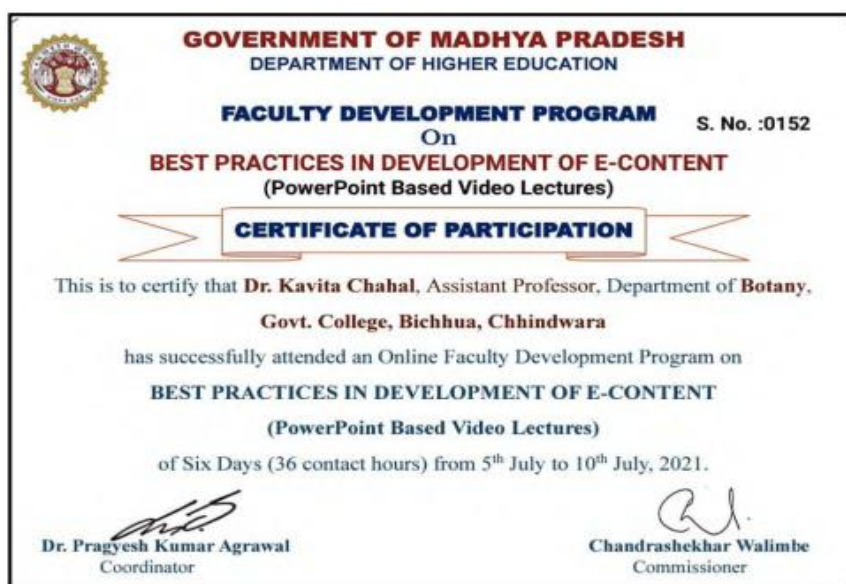 GOVERNMENT OF MADHYA PRADESH
DEPARTMENT OF HIGHER EDUCATION
FACULTY DEVELOPMENT PROGRAM
S. No. :0152
On
BEST PRACTICES IN DEVELOPMENT OF E-CONTENT
(PowerPoint Based Video Lectures)
CERTIFICATE OF PARTICIPATION
This is to certify that Dr. Kavita Chahal, Assistant Professor, Department of Botany,
Govt. College, Bichhua, Chhindwara
has successfully attended an Online Faculty Development Program on
BEST PRACTICES IN DEVELOPMENT OF E-CONTENT
(PowerPoint Based Video Lectures)
of Six Days (36 contact hours) from 5th July to 10th July, 2021.
Dr. Pragyesh Kumar Agrawal
Coordinator
Chandrashekhar Walimbe
Commissioner